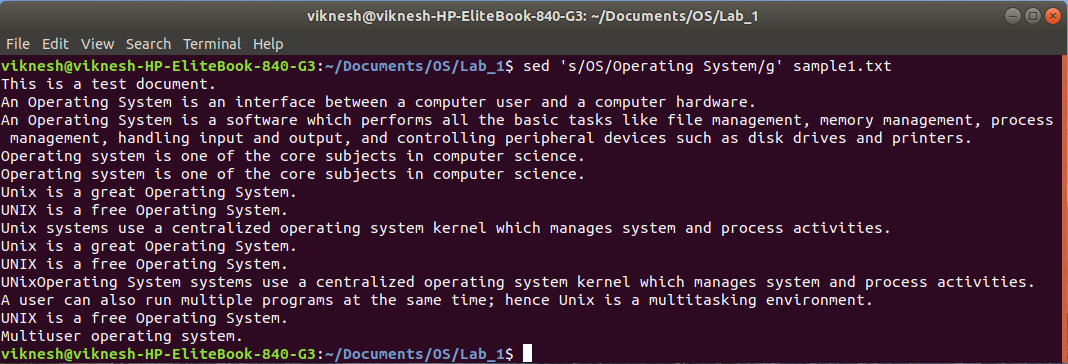 viknesh@viknesh-HP-EliteBook-840-G3: ~/Documents/OS/Lab_1
File Edit View Search Terminal Help
viknesh@viknesh-HP-EliteBook-840-G3:~/Documents/OS/Lab_1$ sed 's/OS/Operating System/g' sample1.txt
This is a test document.
An Operating System is an interface between a computer user and a computer hardware.
An Operating System is a software which performs all the basic tasks like file management, memory management, process
 management, handling input and output, and controlling peripheral devices such as disk drives and printers.
Operating system is one of the core subjects in computer science.
Operating system is one of the core subjects in computer science.
Unix is a great Operating System.
UNIX is a free Operating System.
Unix systems use a centralized operating system kernel which manages system and process activities.
Unix is a great Operating System.
UNIX is a free Operating System.
UNixOperating System systems use a centralized operating system kernel which manages system and process activities.
A user can also run multiple programs at the same time; hence Unix is a multitasking environment.
UNIX is a free Operating System.
Multiuser operating system.
viknesh@viknesh-HP-EliteBook-840-G3:~/Documents/OS/Lab_1$